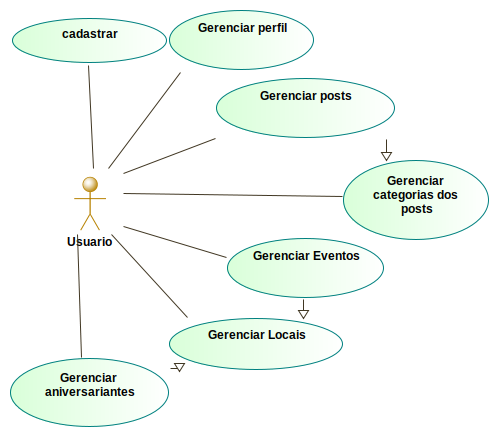 cadastrar
Gerenciar perfil
Gerenciar posts
Gerenciar
categorias dos
posts
Usuario
Gerenciar Eventos
Gerenciar Locais
Gerenciar
aniversariantes